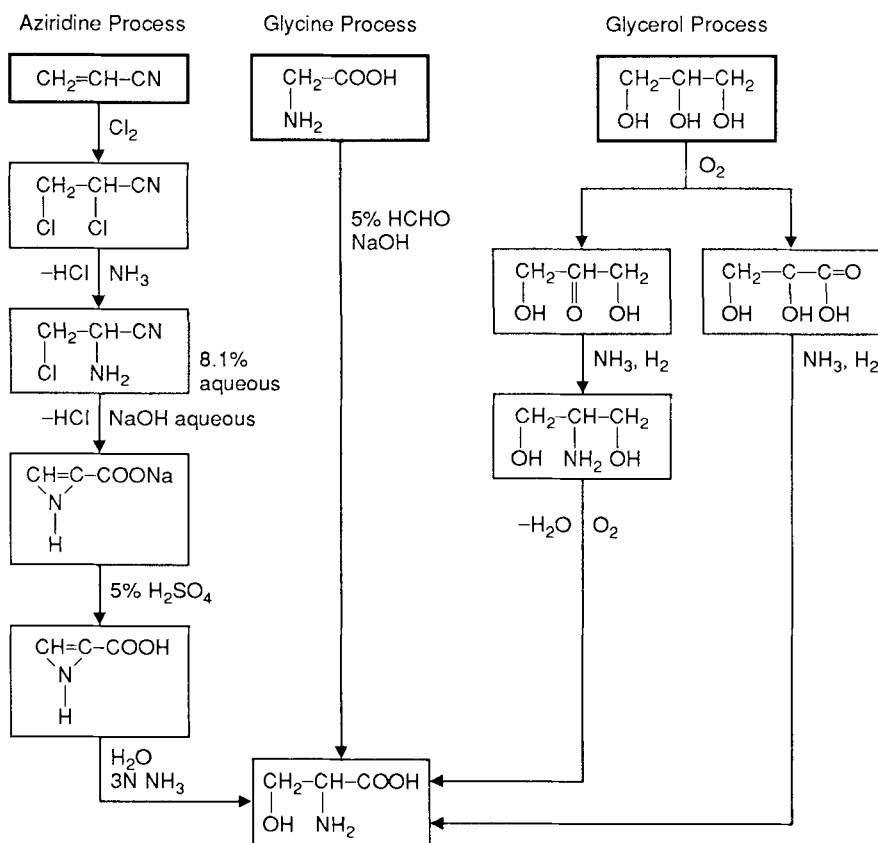 Aziridine Process
Glycine Process
Glycerol Process
CH₂=CH–CN
Cl₂
CH₂–CH–CN
Cl Cl
–HCl NH₃
CH₂–CH–CN
Cl NH₂
8.1%
aqueous
–HCl NaOH aqueous
CH=C–COONa
N
H
5% H₂SO₄
CH=C–COOH
N
H
H₂O
3N NH₃
CH₂–COOH
NH₂
5% HCHO
NaOH
CH₂–CH–CH₂
OH OH OH
O₂
CH₂–CH–CH₂
OH O OH
NH₃, H₂
CH₂–CH–CH₂
OH NH₂ OH
–H₂O O₂
CH₂–C–C=O
OH OH OH
NH₃, H₂
CH₂–CH–COOH
OH NH₂